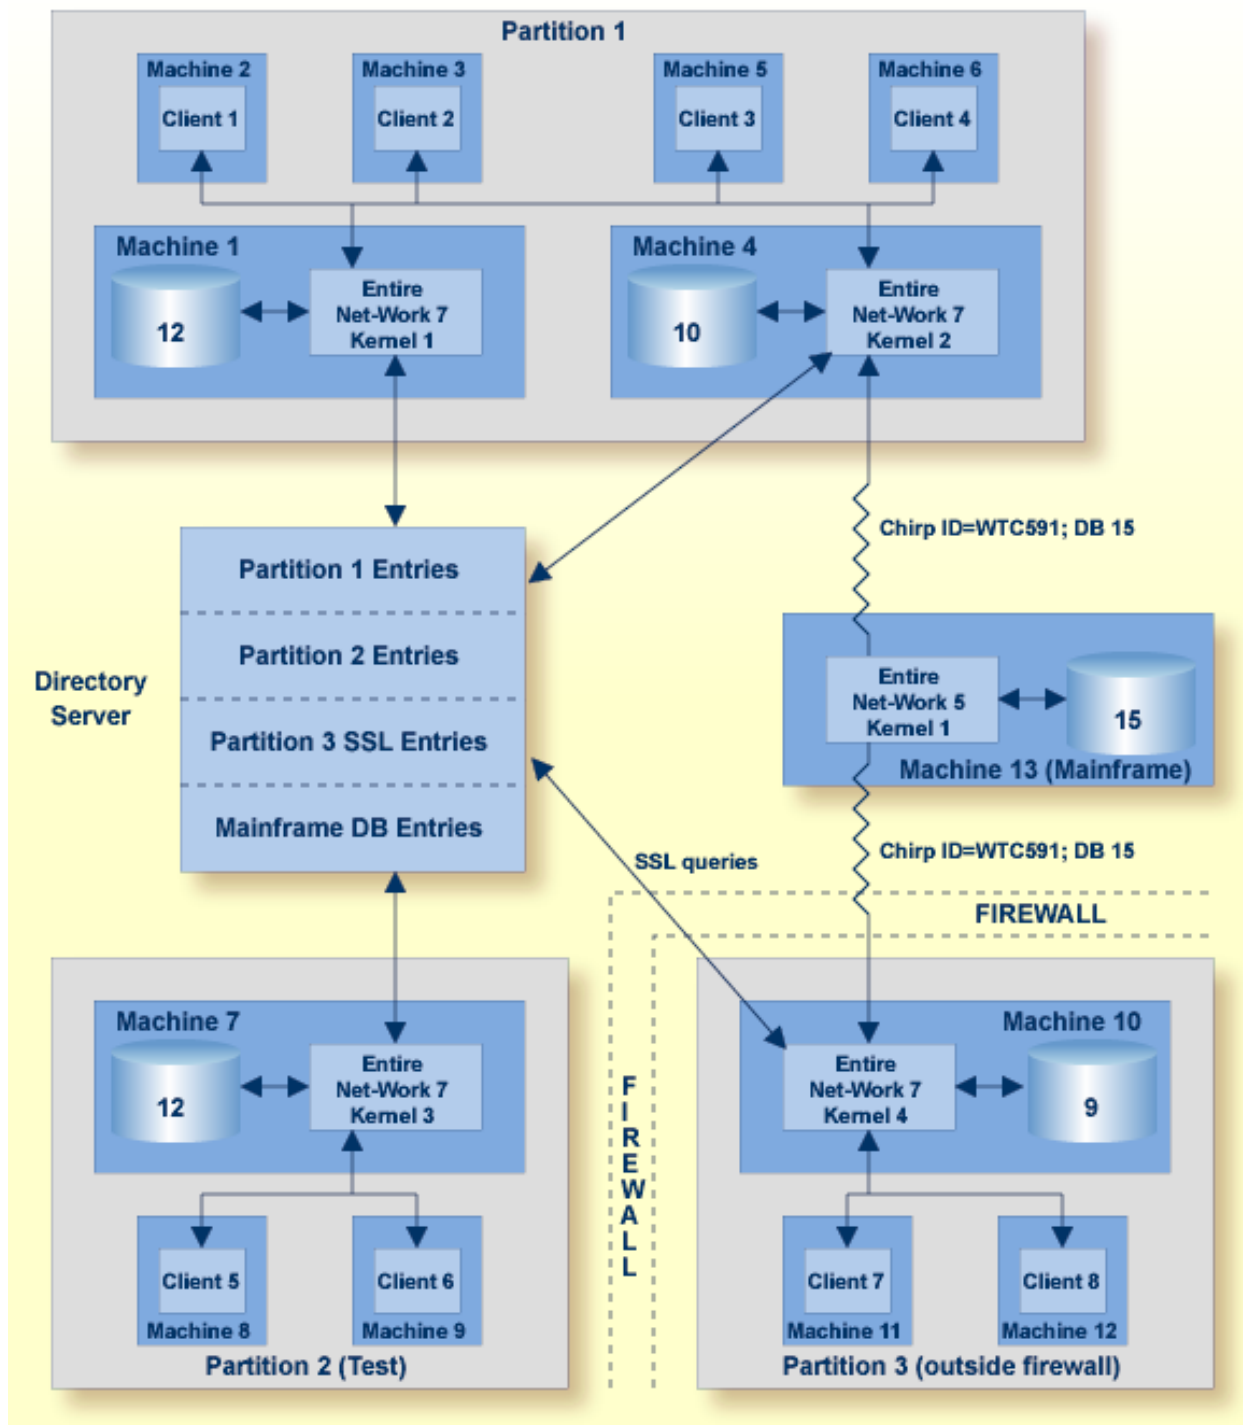 Partition 1
Machine 2
Machine 3
Machine 5
Machine 6
Client 1
Client 2
Client 3
Client 4
Machine 1
12
Entire
Net-Work 7
Kernel 1
Machine 4
10
Entire
Net-Work 7
Kernel 2
Chirp ID=WTC591; DB 15
Directory
Server
Partition 1 Entries
Partition 2 Entries
Partition 3 SSL Entries
Mainframe DB Entries
Entire
Net-Work 5
Kernel 1
15
Machine 13 (Mainframe)
SSL queries
Chirp ID=WTC591; DB 15
FIREWALL
FIREWALL
Machine 7
12
Entire
Net-Work 7
Kernel 3
Client 5
Client 6
Machine 8
Machine 9
Partition 2 (Test)
Machine 10
Entire
Net-Work 7
Kernel 4
9
Client 7
Client 8
Machine 11
Machine 12
Partition 3 (outside firewall)